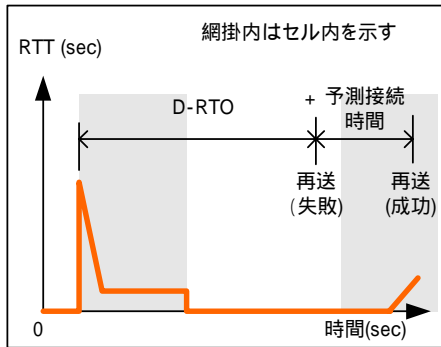 網掛内はセル内を示す
RTT (sec)
D-RTO
+ 予測接続
時間
再送
(失敗)
再送
(成功)
0
時間(sec)